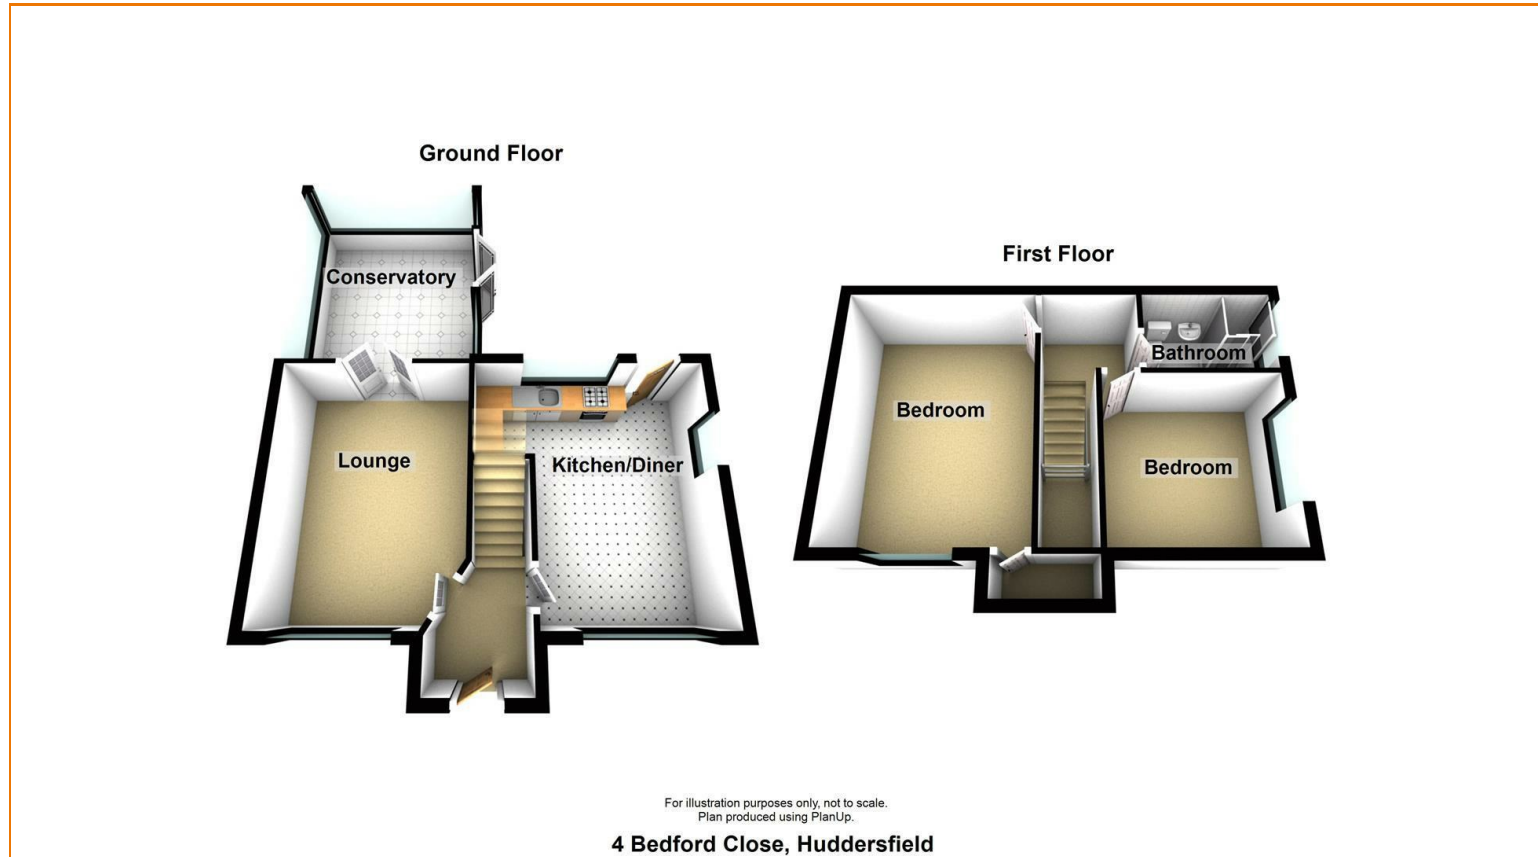 Ground Floor
Conservatory
Lounge
Kitchen/Diner
First Floor
Bathroom
Bedroom
Bedroom
For illustration purposes only, not to scale.
Plan produced using PlanUp.
4 Bedford Close, Huddersfield